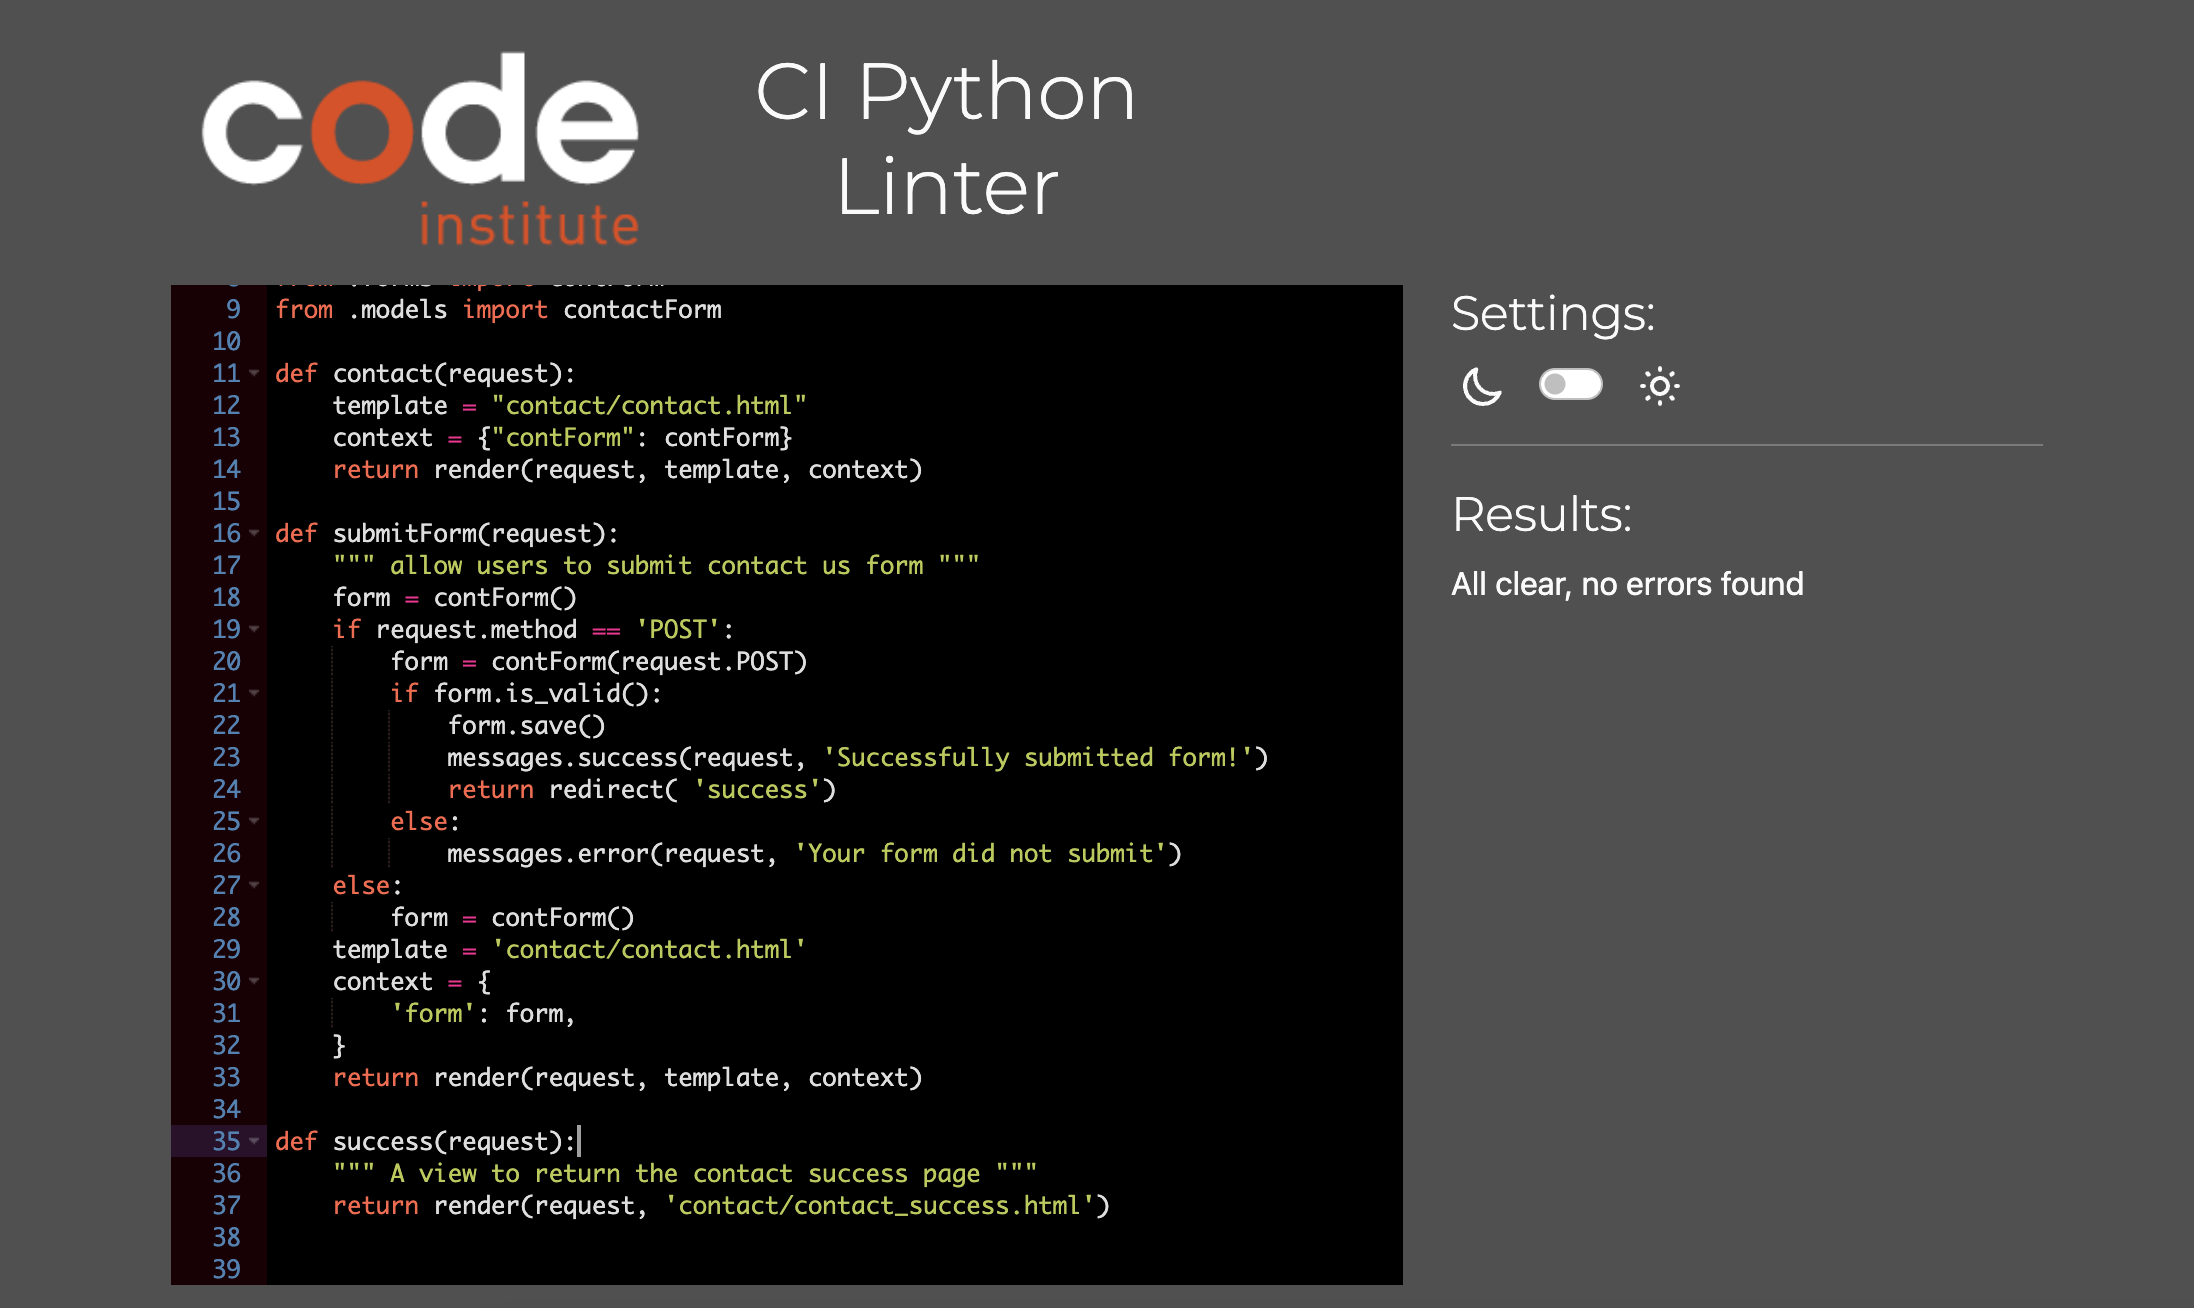 code
institute
CI Python
Linter
9 from .models import contactForm
10
11 def contact(request):
12     template = "contact/contact.html"
13     context = {"contForm": contForm}
14     return render(request, template, context)
15
16 def submitForm(request):
17     """ allow users to submit contact us form """
18     form = contForm()
19     if request.method == 'POST':
20         form = contForm(request.POST)
21         if form.is_valid():
22             form.save()
23             messages.success(request, 'Successfully submitted form!')
24             return redirect( 'success')
25         else:
26             messages.error(request, 'Your form did not submit')
27     else:
28         form = contForm()
29     template = 'contact/contact.html'
30     context = {
31         'form': form,
32     }
33     return render(request, template, context)
34
35 def success(request):
36     """ A view to return the contact success page """
37     return render(request, 'contact/contact_success.html')
38
39
Settings:
Results:
All clear, no errors found